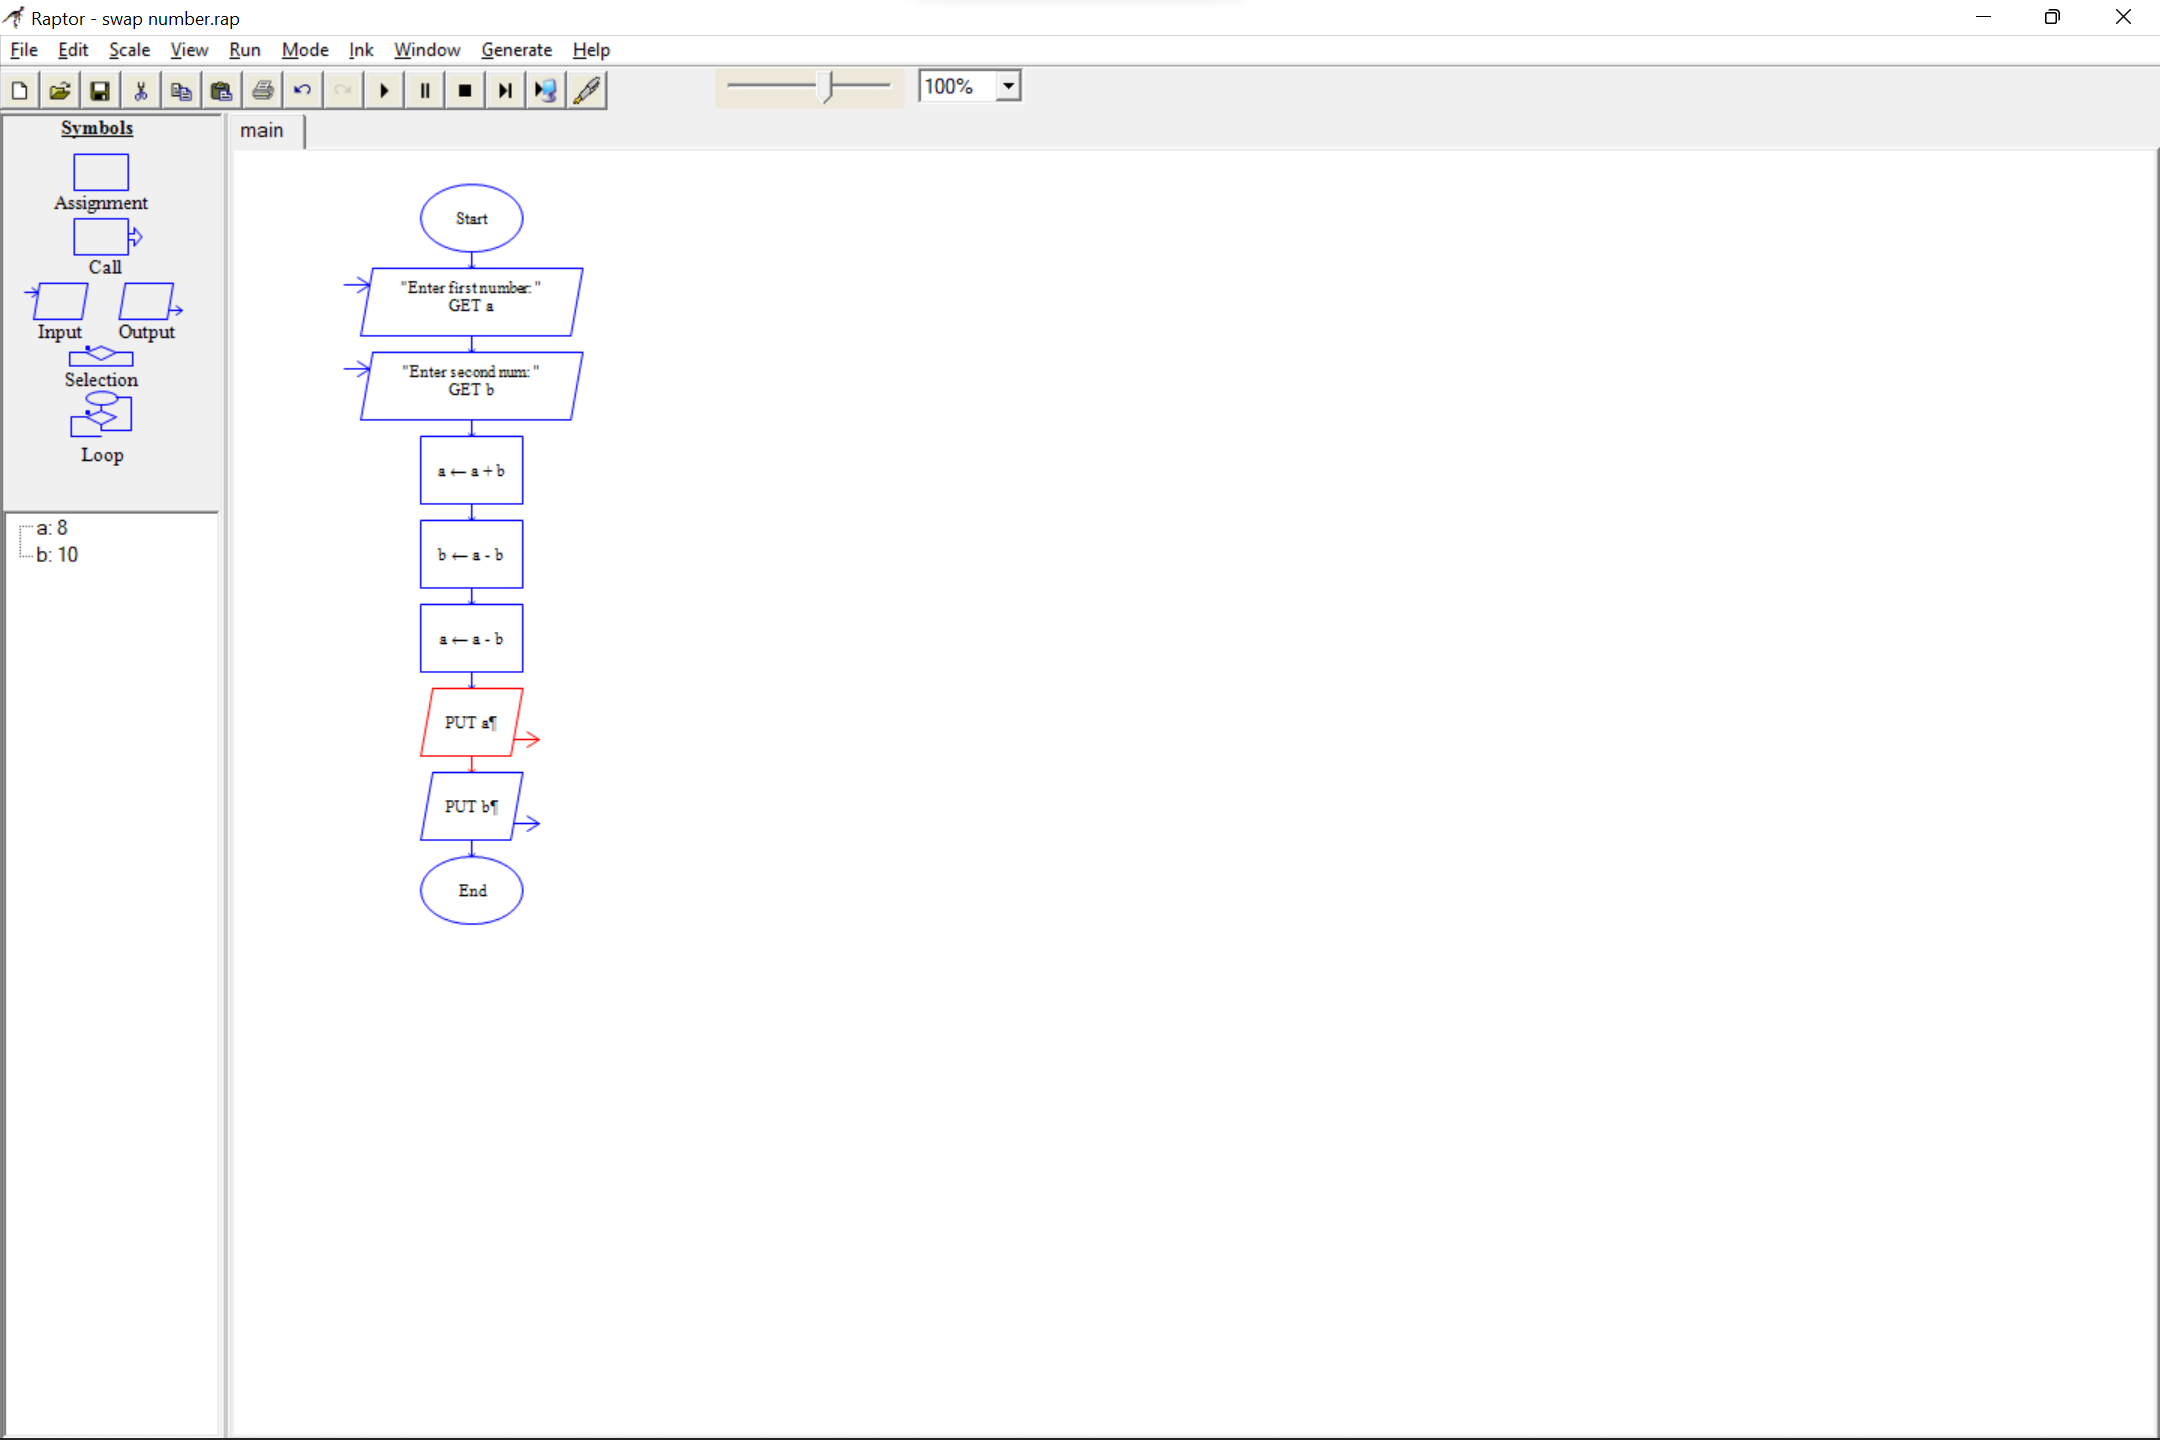 Raptor - swap number.rap
File Edit Scale View Run Mode Ink Window Generate Help
100%
Symbols
Assignment
Call
Input Output
Selection
Loop
a: 8
b: 10
main
Start
"Enter first number: "
GET a
"Enter second num: "
GET b
a ← a + b
b ← a - b
a ← a - b
PUT a¶
PUT b¶
End